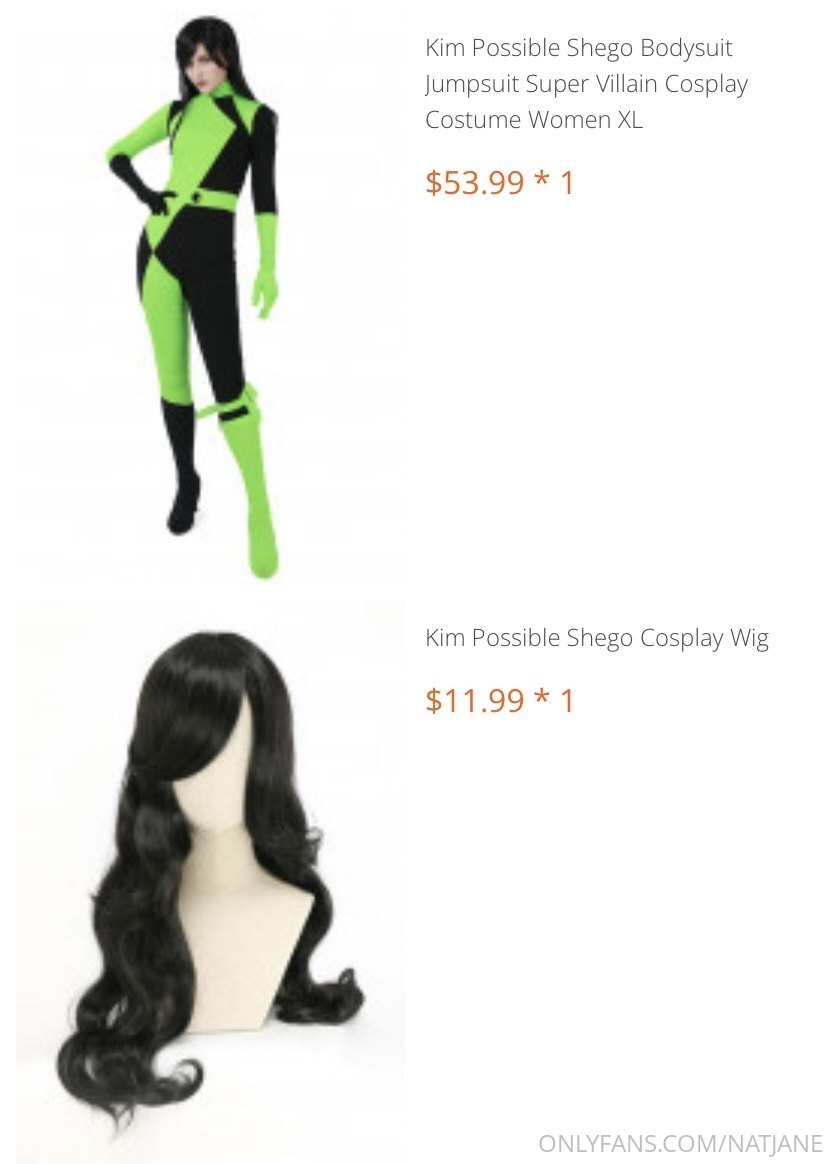 Kim Possible Shego Bodysuit
Jumpsuit Super Villain Cosplay
Costume Women XL
$53.99 * 1
Kim Possible Shego Cosplay Wig
$11.99 * 1
ONLYFANS.COM/NATJANE